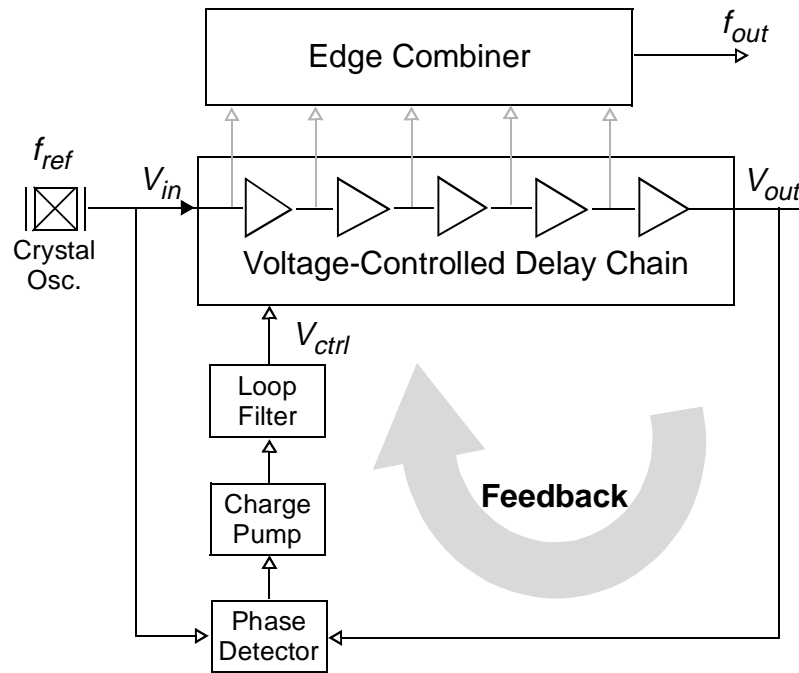 Edge Combiner
f_out
f_ref
V_in
V_out
Crystal
Osc.
Voltage-Controlled Delay Chain
V_ctrl
Loop
Filter
Charge
Pump
Feedback
Phase
Detector